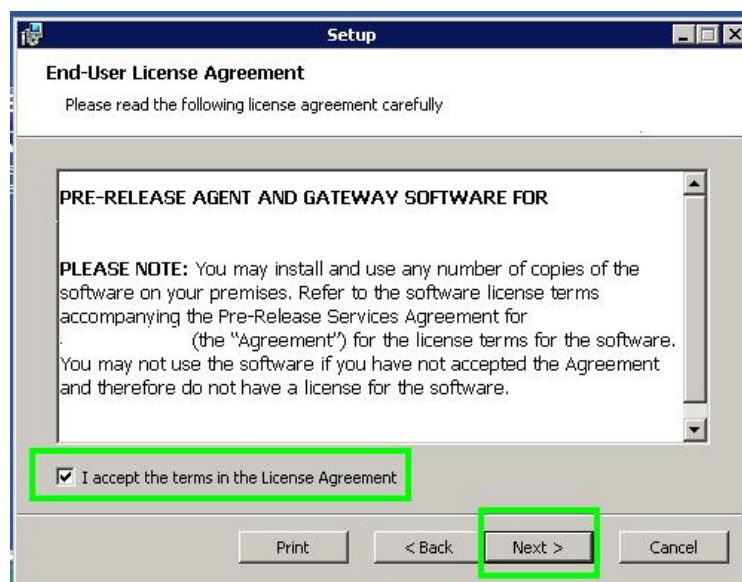 Setup
End-User License Agreement
Please read the following license agreement carefully
PRE-RELEASE AGENT AND GATEWAY SOFTWARE FOR
PLEASE NOTE: You may install and use any number of copies of the
software on your premises. Refer to the software license terms
accompanying the Pre-Release Services Agreement for
(the "Agreement") for the license terms for the software.
You may not use the software if you have not accepted the Agreement
and therefore do not have a license for the software.
I accept the terms in the License Agreement
Print < Back Next > Cancel